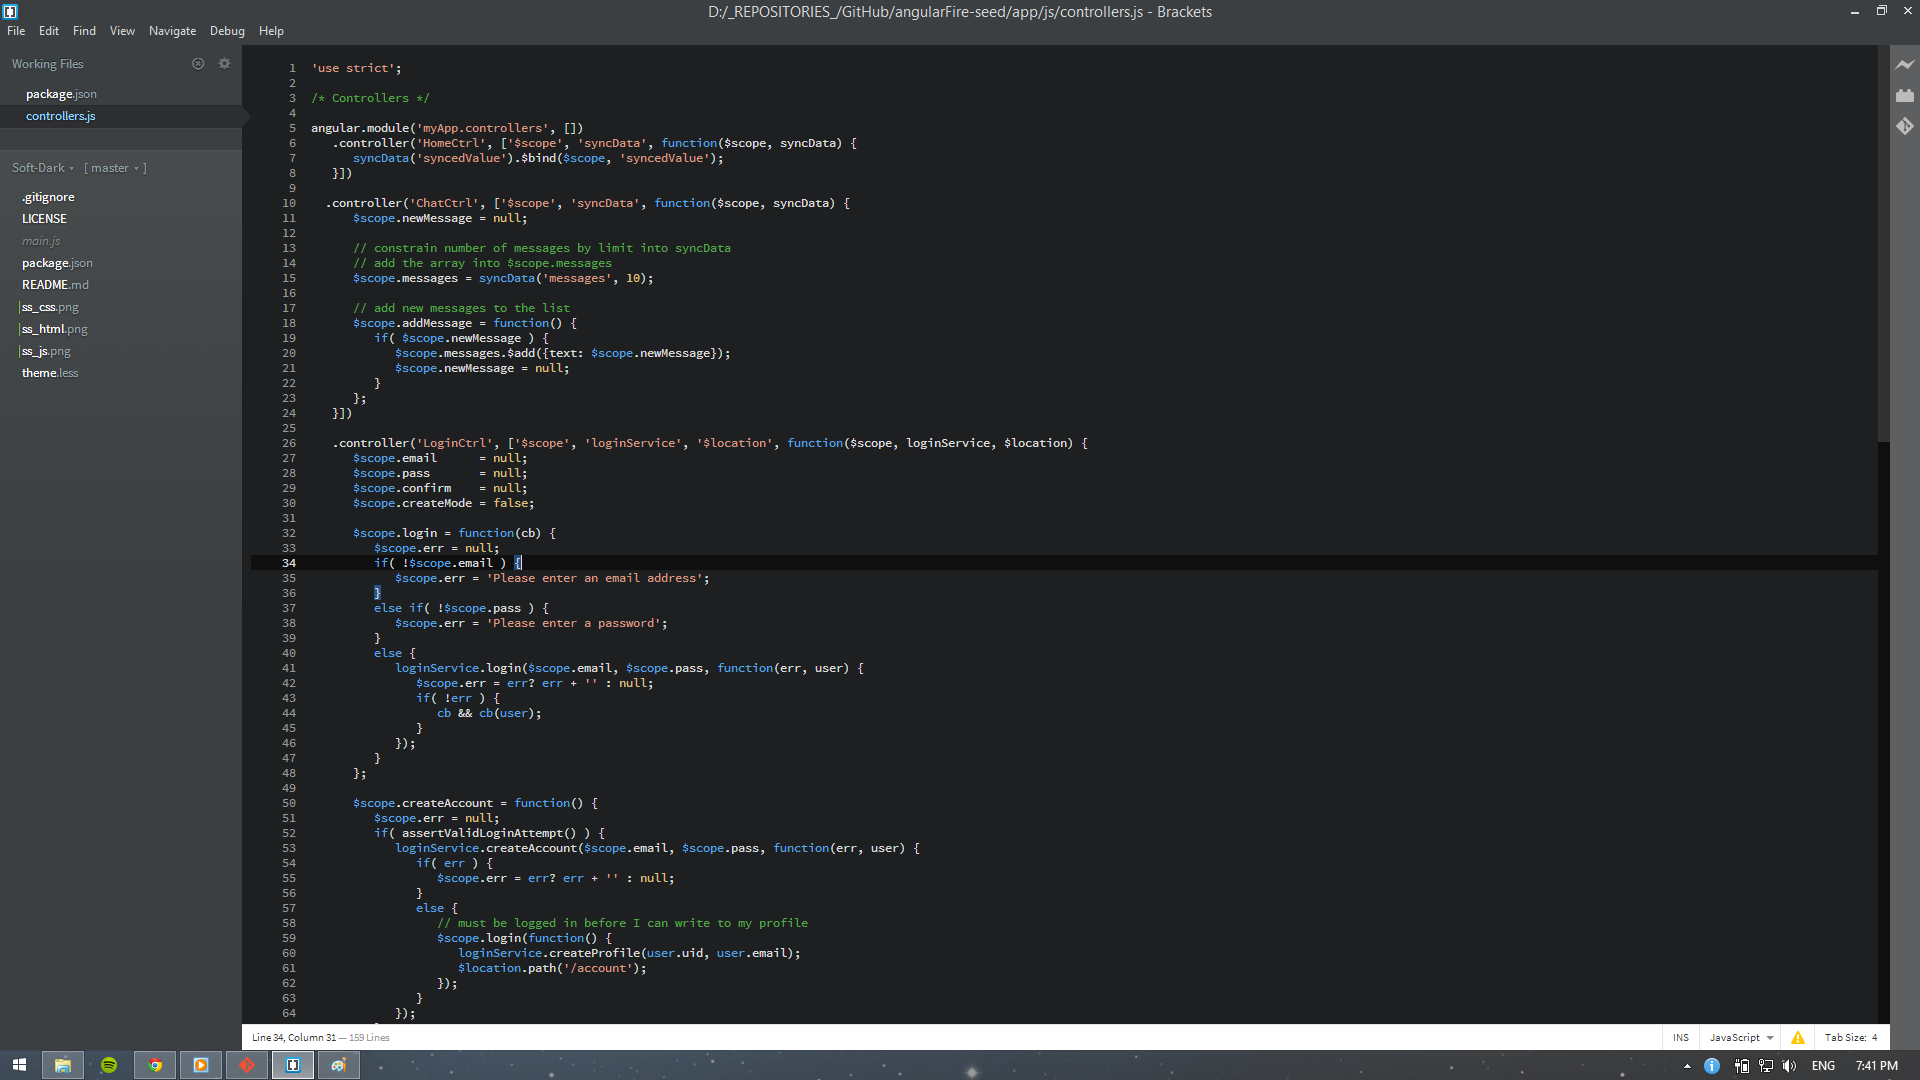 D:/_REPOSITORIES_/GitHub/angularFire-seed/app/js/controllers.js - Brackets
File Edit Find View Navigate Debug Help
Working Files
package.json
controllers.js
Soft-Dark [ master ]
.gitignore
LICENSE
main.js
package.json
README.md
ss_css.png
ss_html.png
ss_js.png
theme.less
1 'use strict';
2
3 /* Controllers */
4
5 angular.module('myApp.controllers', [])
6 .controller('HomeCtrl', ['$scope', 'syncData', function($scope, syncData) {
7 syncData('syncedValue').$bind($scope, 'syncedValue');
8 }])
9
10 .controller('ChatCtrl', ['$scope', 'syncData', function($scope, syncData) {
11 $scope.newMessage = null;
12
13 // constrain number of messages by limit into syncData
14 // add the array into $scope.messages
15 $scope.messages = syncData('messages', 10);
16
17 // add new messages to the list
18 $scope.addMessage = function() {
19 if( $scope.newMessage ) {
20 $scope.messages.$add({text: $scope.newMessage});
21 $scope.newMessage = null;
22 }
23 };
24 }])
25
26 .controller('LoginCtrl', ['$scope', 'loginService', '$location', function($scope, loginService, $location) {
27 $scope.email = null;
28 $scope.pass = null;
29 $scope.confirm = null;
30 $scope.createMode = false;
31
32 $scope.login = function(cb) {
33 $scope.err = null;
34 if( !$scope.email ) {
35 $scope.err = 'Please enter an email address';
36 }
37 else if( !$scope.pass ) {
38 $scope.err = 'Please enter a password';
39 }
40 else {
41 loginService.login($scope.email, $scope.pass, function(err, user) {
42 $scope.err = err? err + '' : null;
43 if( !err ) {
44 cb && cb(user);
45 }
46 });
47 }
48 };
49
50 $scope.createAccount = function() {
51 $scope.err = null;
52 if( assertValidLoginAttempt() ) {
53 loginService.createAccount($scope.email, $scope.pass, function(err, user) {
54 if( err ) {
55 $scope.err = err? err + '' : null;
56 }
57 else {
58 // must be logged in before I can write to my profile
59 $scope.login(function() {
60 loginService.createProfile(user.uid, user.email);
61 $location.path('/account');
62 });
63 }
64 });
Line 34, Column 31 — 159 Lines
INS JavaScript Tab Size: 4
ENG 7:41 PM